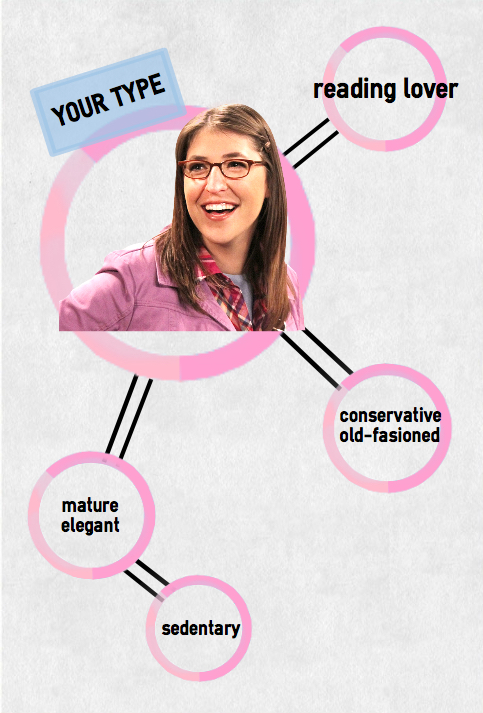 YOUR TYPE
reading lover
conservative
old-fasioned
mature
elegant
sedentary